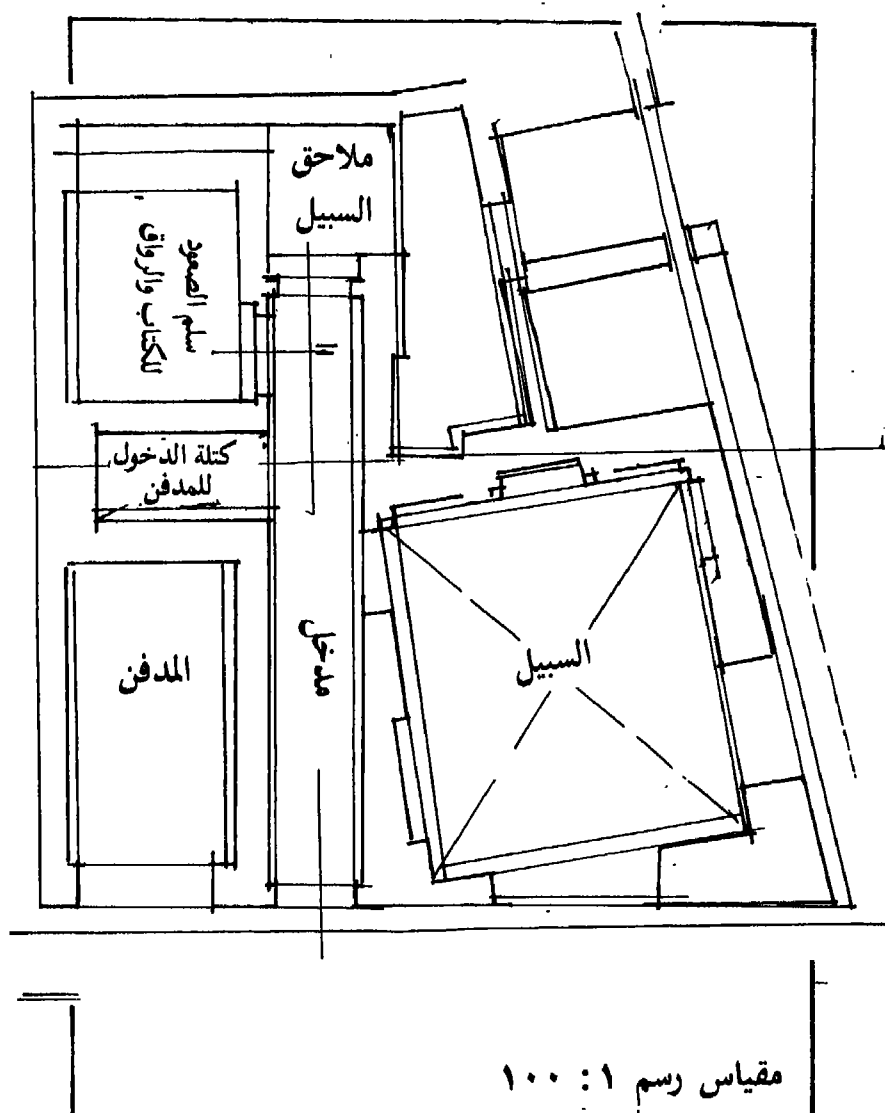 ملاحق
السبيل
سلم الصعود
للكتاب والرواق
كتلة الدخول
للمدفن
المدفن
مدخل
السبيل
مقياس رسم ١ : ١٠٠